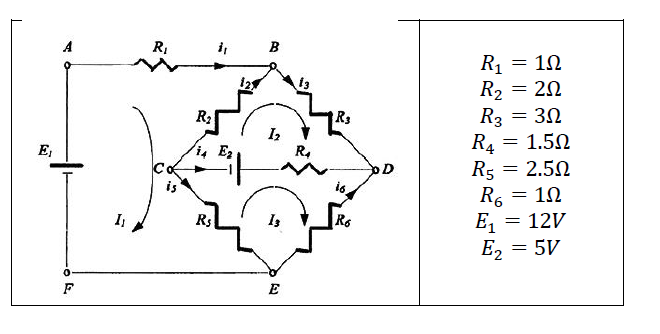 A R₁ i₁ B
i₂ i₃
R₂ R₃
I₂
E₁ i₄ E₂ R₄
C D
i₅ i₆
I₁ R₅ I₃ R₆
F E
R₁ = 1Ω
R₂ = 2Ω
R₃ = 3Ω
R₄ = 1.5Ω
R₅ = 2.5Ω
R₆ = 1Ω
E₁ = 12V
E₂ = 5V